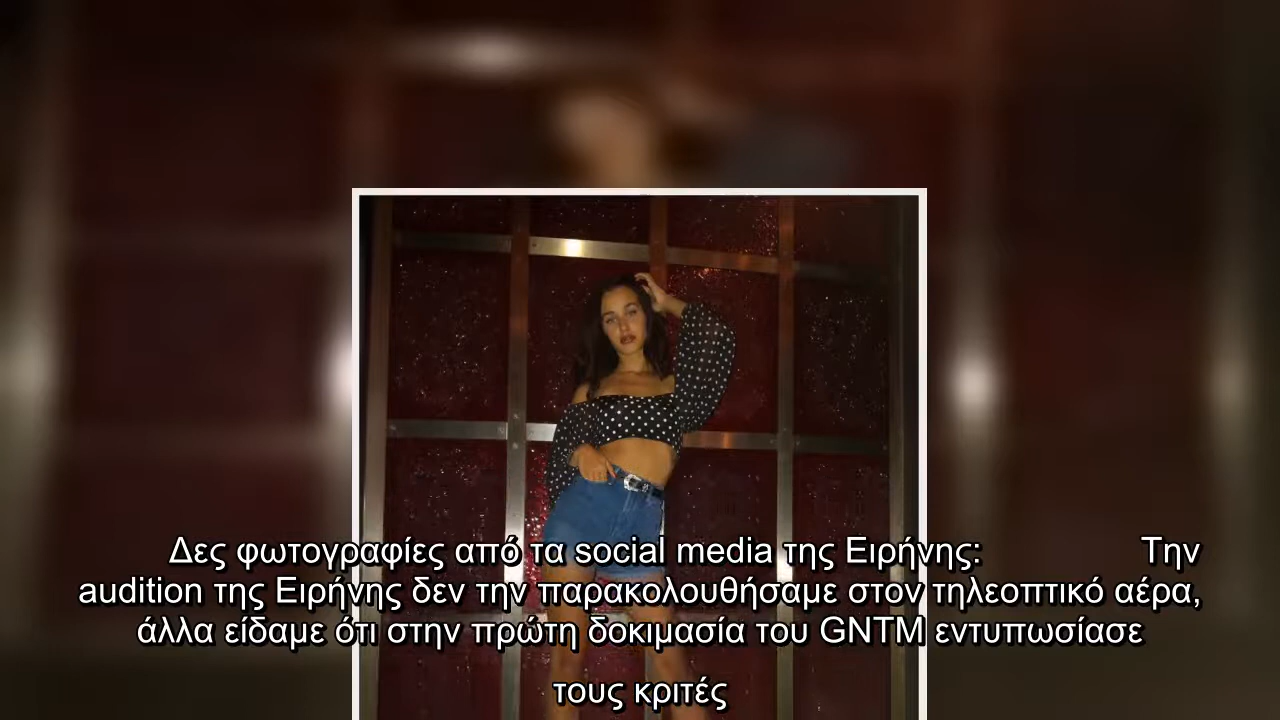 Δες φωτογραφίες από τα social media της Ειρήνης: Την
audition της Ειρήνης δεν την παρακολουθήσαμε στον τηλεοπτικό αέρα,
άλλα είδαμε ότι στην πρώτη δοκιμασία του GNTM εντυπωσίασε
τους κριτές